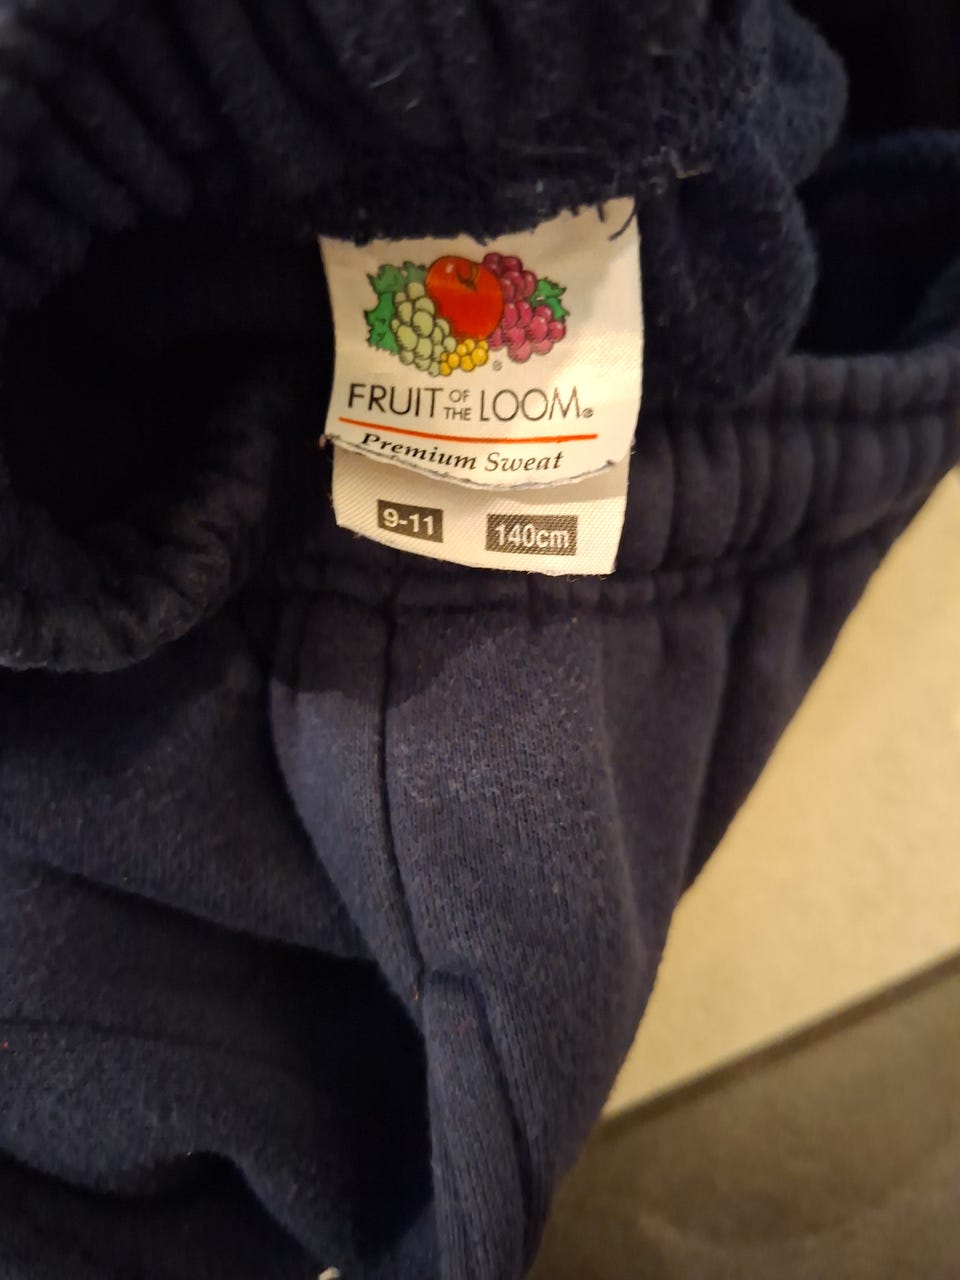 FRUIT OF THE LOOM®
Premium Sweat
9-11 140cm